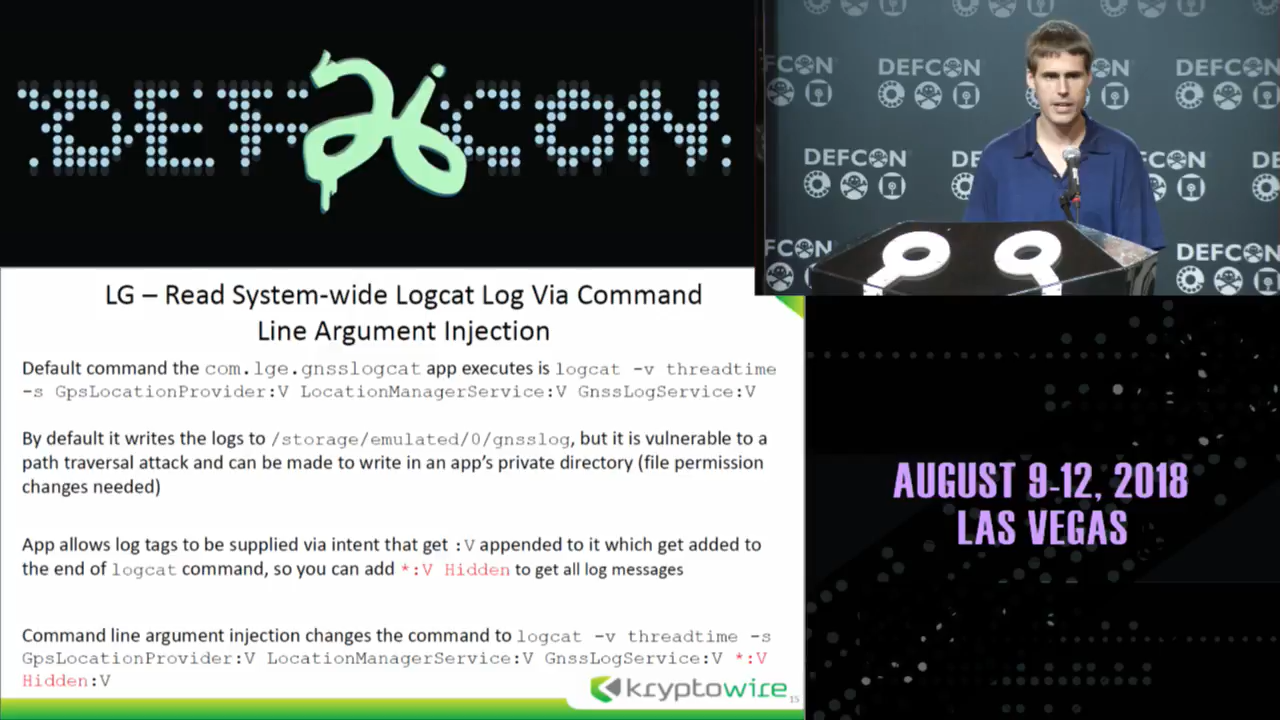 DEF CON
26
LG – Read System-wide Logcat Log Via Command
Line Argument Injection
Default command the com.lge.gnsslogcat app executes is logcat -v threadtime
-s GpsLocationProvider:V LocationManagerService:V GnssLogService:V
By default it writes the logs to /storage/emulated/0/gnsslog, but it is vulnerable to a
path traversal attack and can be made to write in an app's private directory (file permission
changes needed)
App allows log tags to be supplied via intent that get :V appended to it which get added to
the end of logcat command, so you can add *:V Hidden to get all log messages
Command line argument injection changes the command to logcat -v threadtime -s
GpsLocationProvider:V LocationManagerService:V GnssLogService:V *:V
Hidden:V
kryptowire
15
DEFCON
DEFCON
DEFCON
DEFCON
DEFCON
DEFCON
AUGUST 9-12, 2018
LAS VEGAS